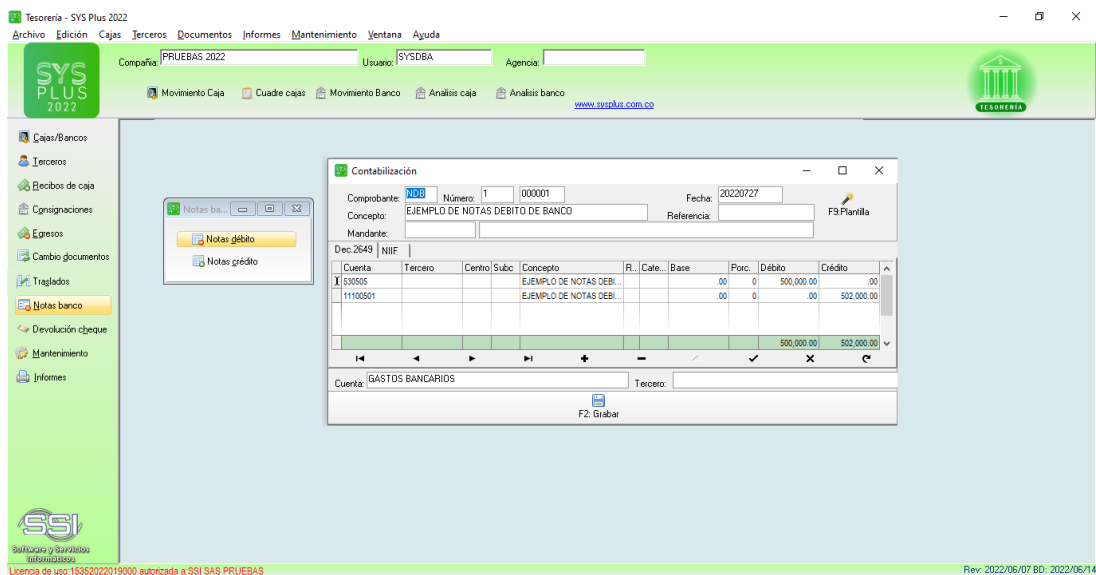 Tesorería - SYS Plus 2022
Archivo Edición Cajas Terceros Documentos Informes Mantenimiento Ventana Ayuda
SYS
PLUS
2022
Compañia: PRUEBAS 2022 Usuario: SYSDBA Agencia:
Movimiento Caja Cuadre cajas Movimiento Banco Analisis caja Analisis banco
www.sysplus.com.co
TESORERÍA
Cajas/Bancos
Terceros
Recibos de caja
Consignaciones
Egresos
Cambio documentos
Traslados
Notas banco
Devolución cheque
Mantenimiento
Informes
Notas ba...
Notas débito
Notas crédito
Contabilización
Comprobante: NDB Número: 1 000001 Fecha: 20220727
Concepto: EJEMPLO DE NOTAS DEBITO DE BANCO Referencia:
F9:Plantilla
Mandante:
Dec.2649 NIIF
Cuenta Tercero Centro Subc Concepto R.. Cate... Base Porc. Débito Crédito
530505 EJEMPLO DE NOTAS DEBI... .00 0 500,000.00 .00
11100501 EJEMPLO DE NOTAS DEBI... .00 0 .00 502,000.00
500,000.00 502,000.00
Cuenta: GASTOS BANCARIOS Tercero:
F2: Grabar
SSI
Software y Servicios
Informáticos
Licencia de uso:15352022019000 autorizada a:SSI SAS PRUEBAS
Rev: 2022/06/07 BD: 2022/06/14